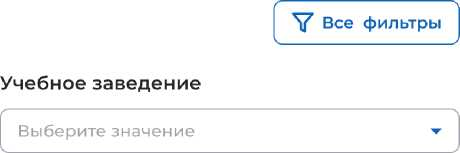 Все фильтры
Учебное заведение
Выберите значение